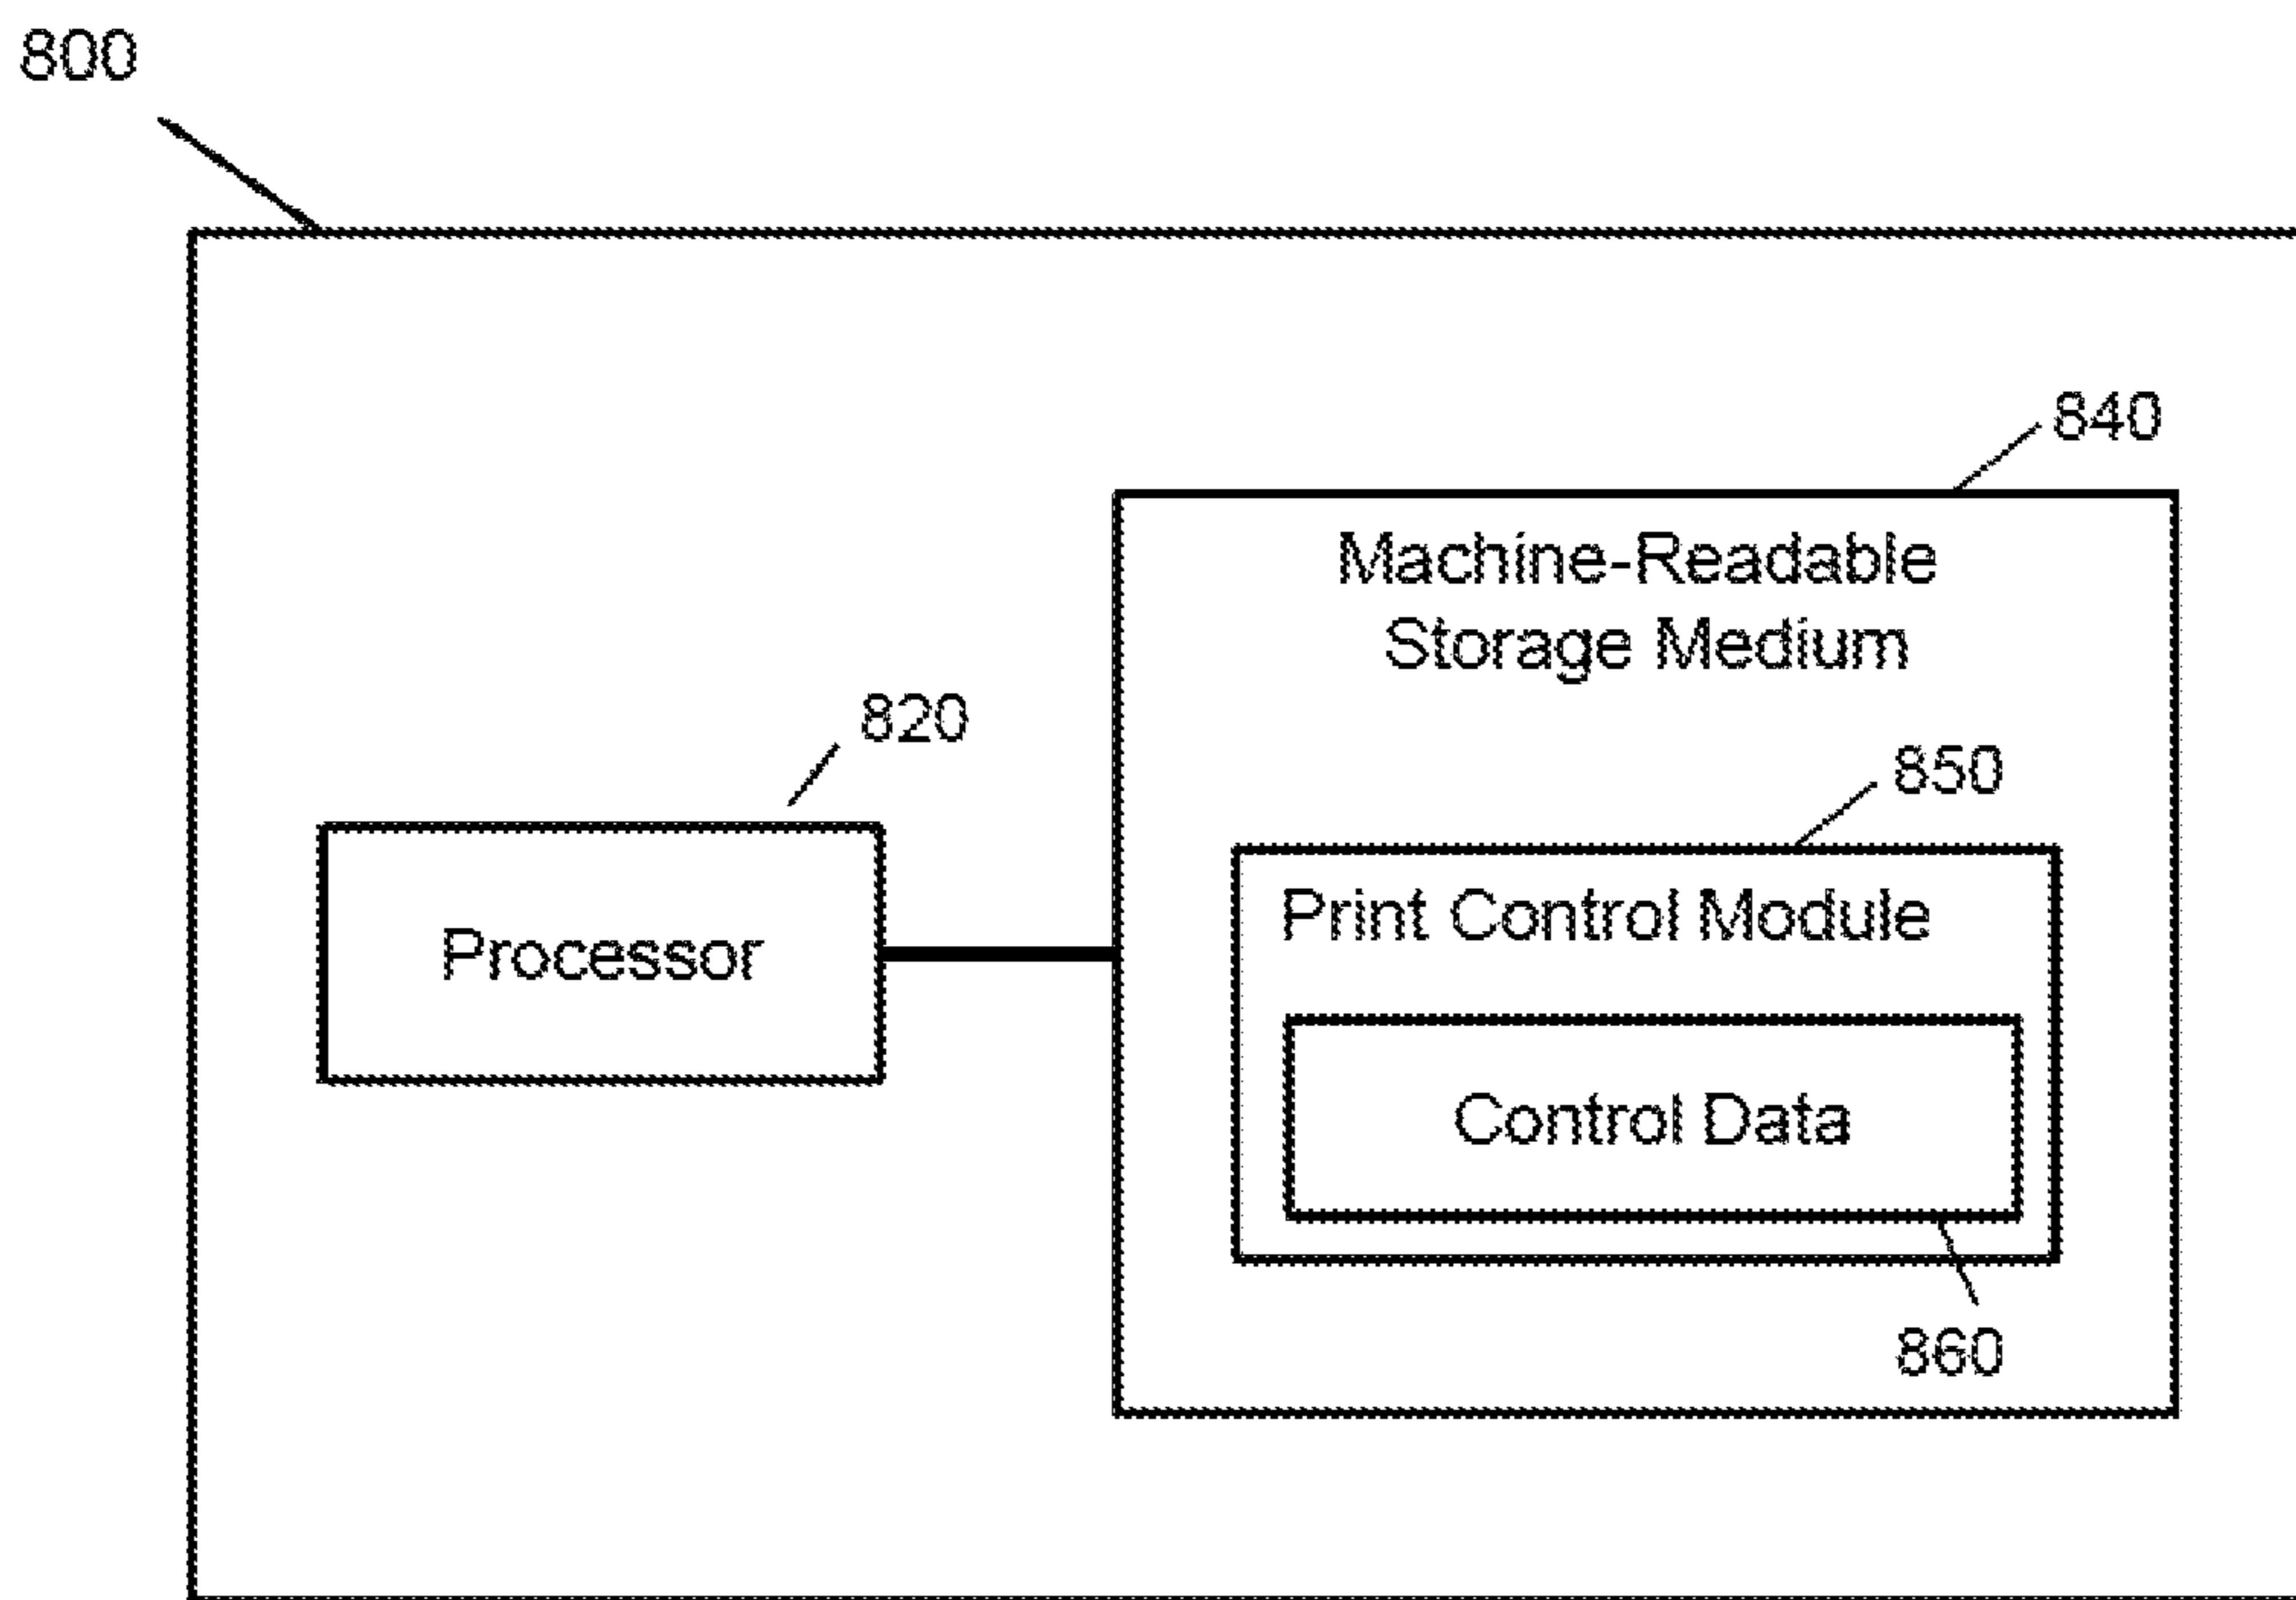 800
840
Machine-Readable
Storage Medium
820
850
Print Control Module
Processor
Control Data
860